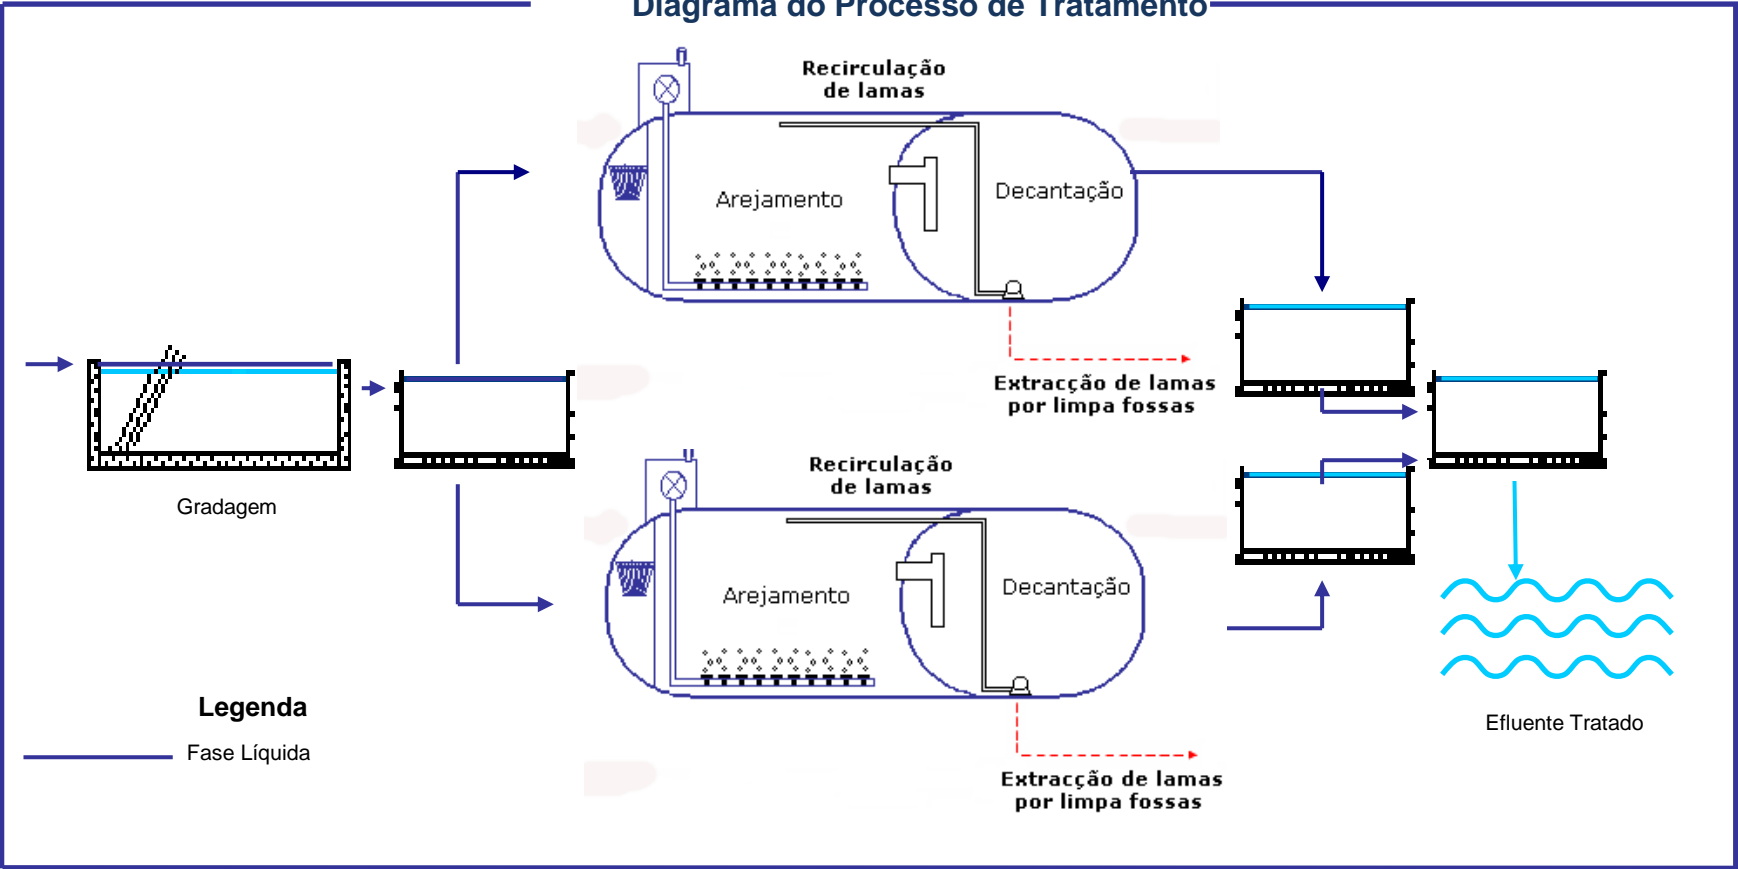 Diagrama do Processo de Tratamento
Recirculação
de lamas
Arejamento
Decantação
Extracção de lamas
por limpa fossas
Gradagem
Recirculação
de lamas
Arejamento
Decantação
Extracção de lamas
por limpa fossas
Efluente Tratado
Legenda
Fase Líquida